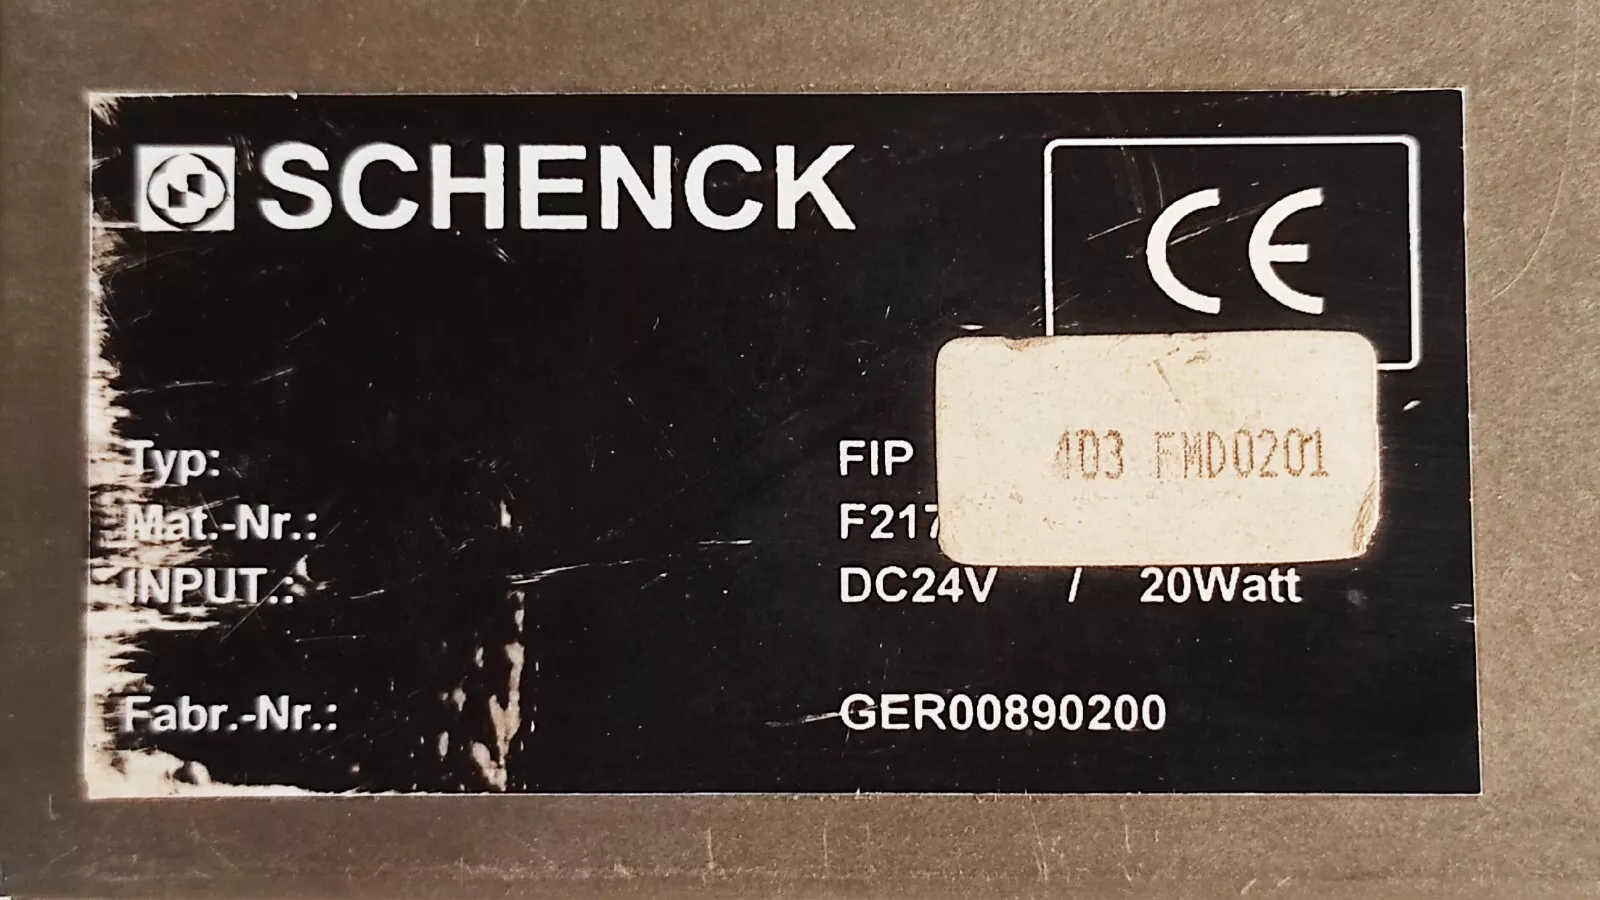 SCHENCK
CE
Typ: FIP
403 FMD0201
Mat.-Nr.: F217
INPUT.: DC24V / 20Watt
Fabr.-Nr.: GER00890200